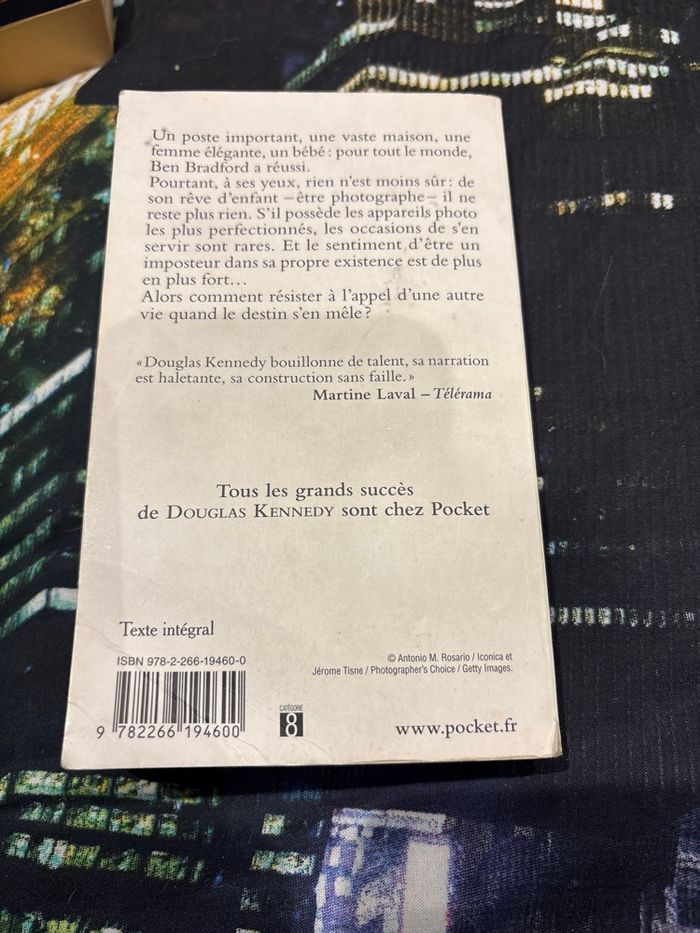 Un poste important, une vaste maison, une
femme élégante, un bébé : pour tout le monde,
Ben Bradford a réussi.
Pourtant, à ses yeux, rien n'est moins sûr : de
son rêve d'enfant – être photographe – il ne
reste plus rien. S'il possède les appareils photo
les plus perfectionnés, les occasions de s'en
servir sont rares. Et le sentiment d'être un
imposteur dans sa propre existence est de plus
en plus fort…
Alors comment résister à l'appel d'une autre
vie quand le destin s'en mêle ?
« Douglas Kennedy bouillonne de talent, sa narration
est haletante, sa construction sans faille. »
Martine Laval – Télérama
Tous les grands succès
de DOUGLAS KENNEDY sont chez Pocket
Texte intégral
ISBN 978-2-266-19460-0
9 782266 194600
© Antonio M. Rosario / Iconica et
Jérome Tisne / Photographer's Choice / Getty Images.
CATÉGORIE
8
www.pocket.fr